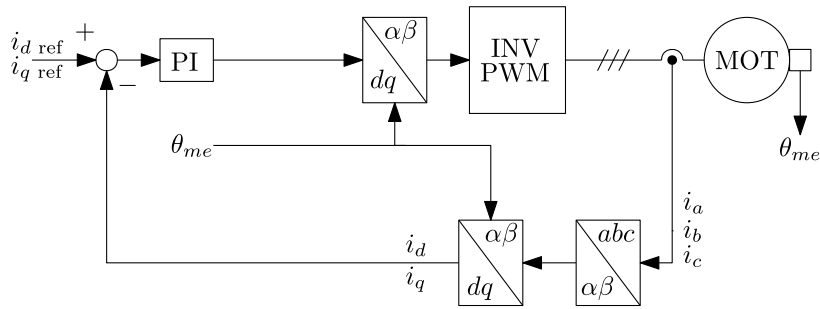 +
i_d ref
i_q ref
−
PI
αβ
dq
INV
PWM
MOT
θ_me
θ_me
i_a
i_b
i_c
abc
αβ
αβ
dq
i_d
i_q